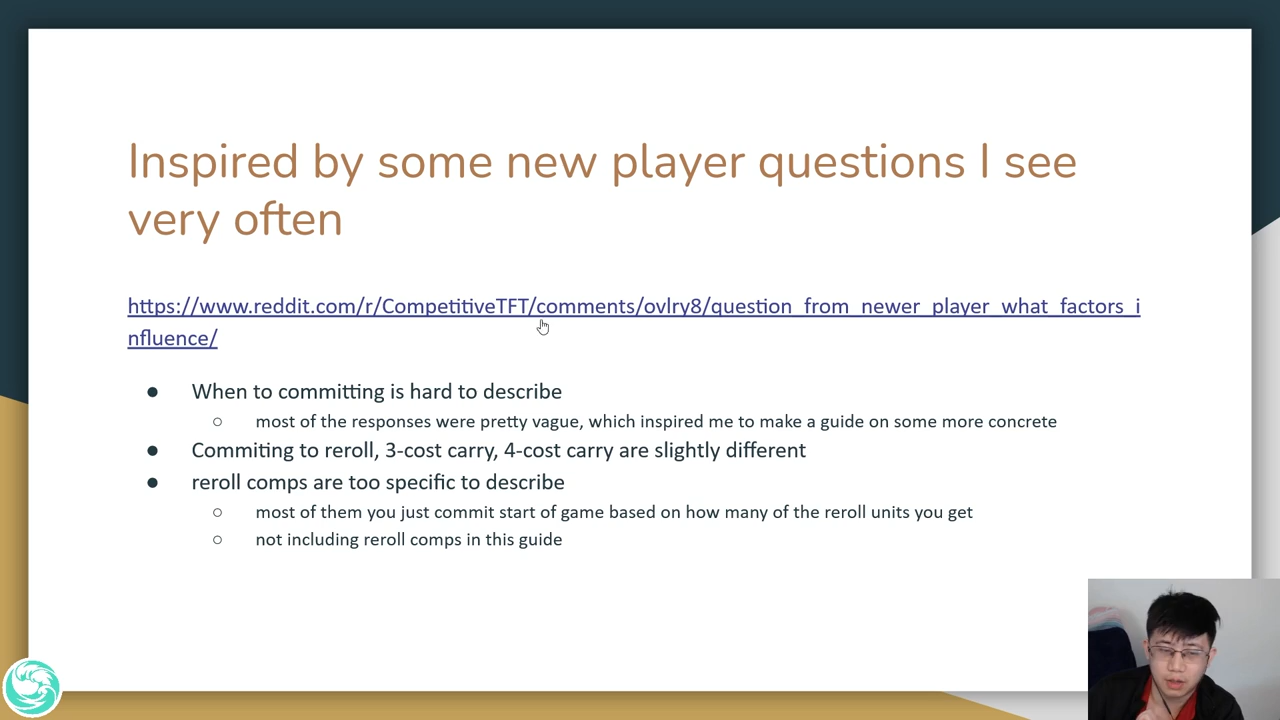 Inspired by some new player questions I see
very often
https://www.reddit.com/r/CompetitiveTFT/comments/ovlry8/question_from_newer_player_what_factors_i
nfluence/
● When to committing is hard to describe
○ most of the responses were pretty vague, which inspired me to make a guide on some more concrete
● Commiting to reroll, 3-cost carry, 4-cost carry are slightly different
● reroll comps are too specific to describe
○ most of them you just commit start of game based on how many of the reroll units you get
○ not including reroll comps in this guide